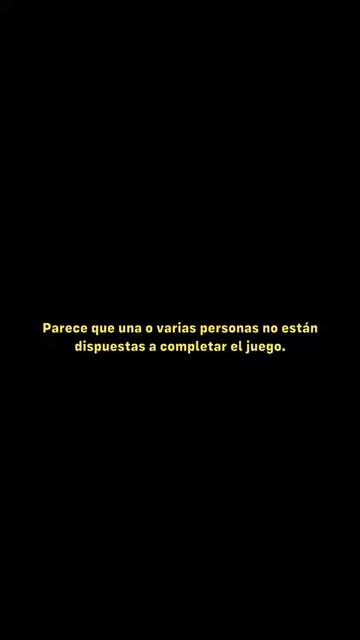 Parece que una o varias personas no están
dispuestas a completar el juego.